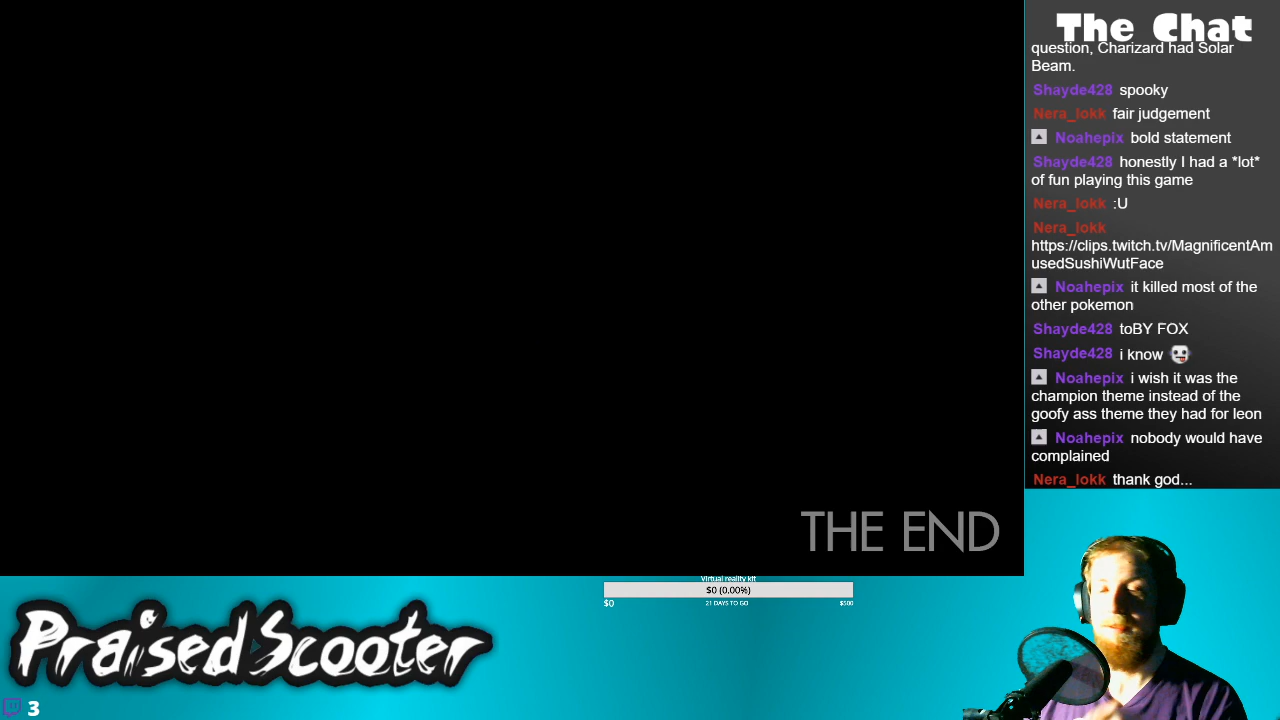 The Chat
question, Charizard had Solar
Beam.
Shayde428 spooky
Nera_lokk fair judgement
Noahepix bold statement
Shayde428 honestly I had a *lot*
of fun playing this game
Nera_lokk :U
Nera_lokk
https://clips.twitch.tv/MagnificentAm
usedSushiWutFace
Noahepix it killed most of the
other pokemon
Shayde428 toBY FOX
Shayde428 i know
Noahepix i wish it was the
champion theme instead of the
goofy ass theme they had for leon
Noahepix nobody would have
complained
Nera_lokk thank god...
THE END
Virtual reality kit
$0 (0.00%)
$0 21 DAYS TO GO $500
PraisedScooter
3